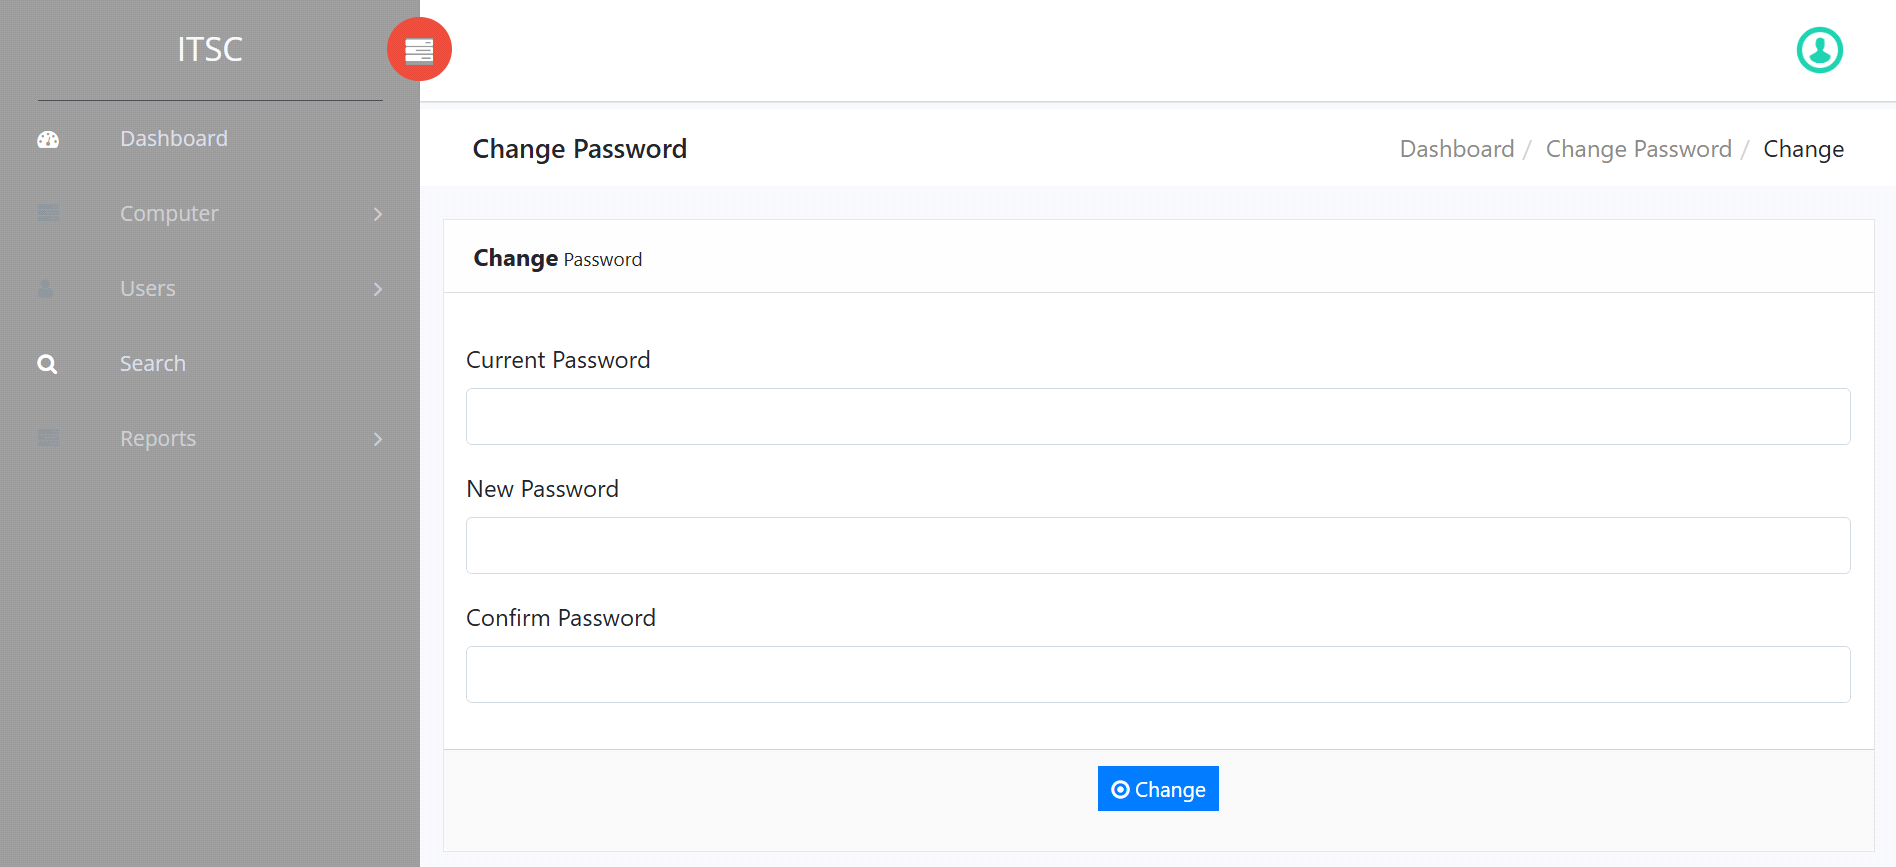 ITSC
Dashboard
Computer
Users
Search
Reports
Change Password
Dashboard / Change Password / Change
Change Password
Current Password
New Password
Confirm Password
Change